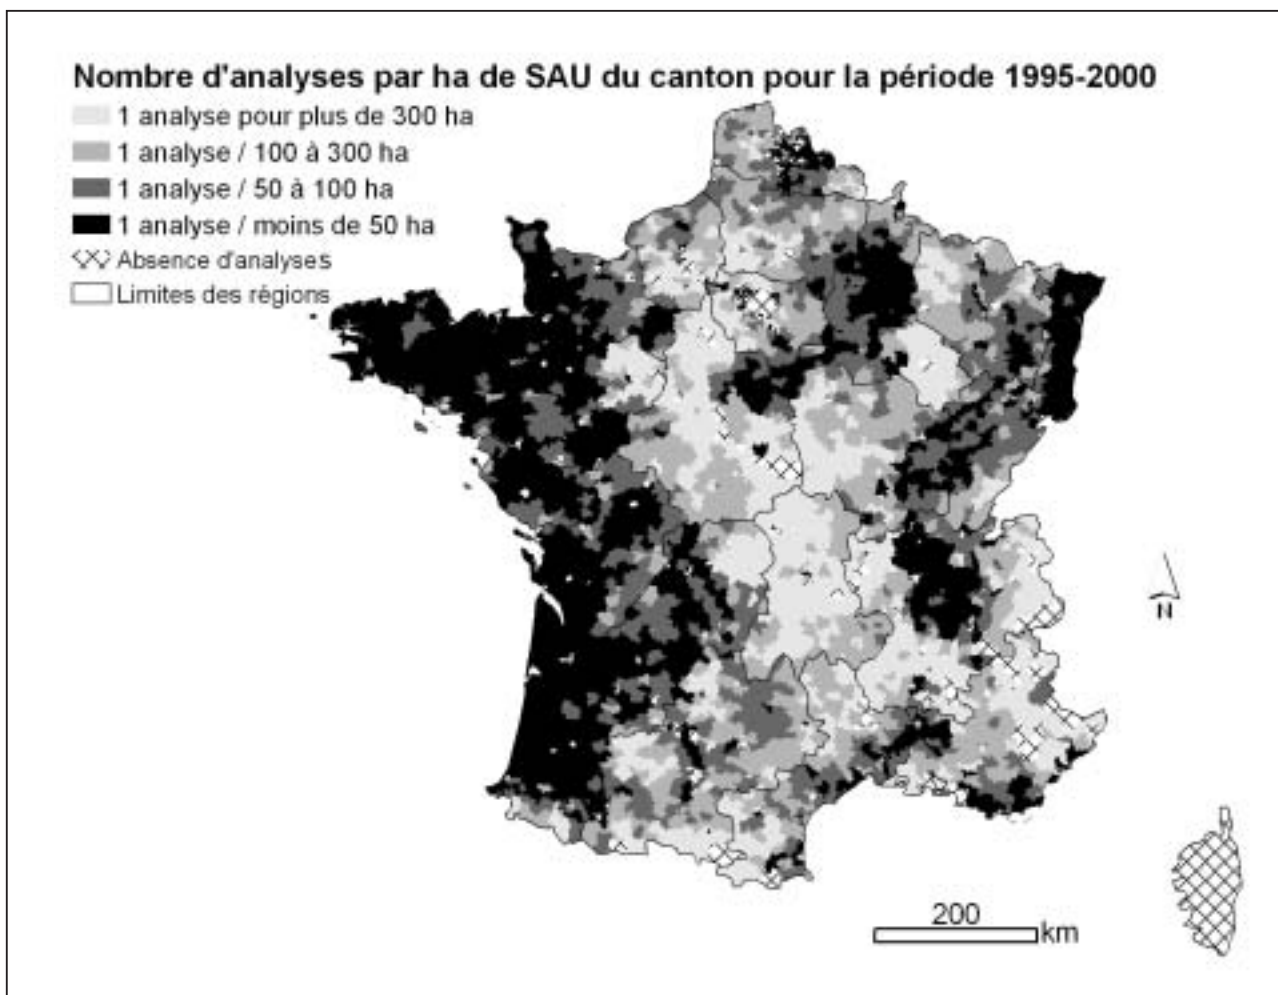 Nombre d'analyses par ha de SAU du canton pour la période 1995-2000
1 analyse pour plus de 300 ha
1 analyse / 100 à 300 ha
1 analyse / 50 à 100 ha
1 analyse / moins de 50 ha
Absence d'analyses
Limites des régions
N
200
km